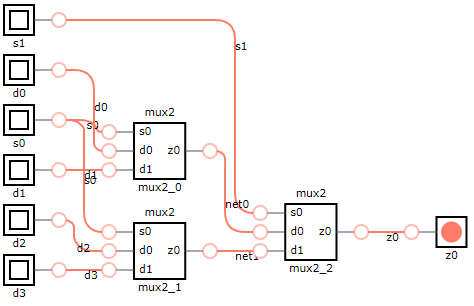 s1
s1
d0
d0
mux2
s0
s0
s0
d0 z0
d1
d1
d1
mux2_0
s0
mux2
net0
mux2
s0
d2
s0
d0 z0
z0
z0
d2
d0 z0
net1
d1
d3
d1
mux2_2
d3
mux2_1